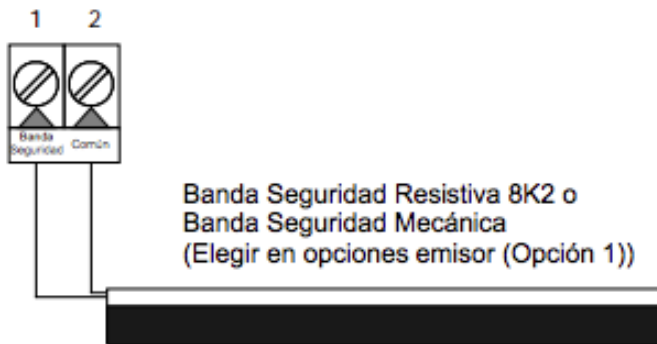 1 2
Banda Común
Seguridad
Banda Seguridad Resistiva 8K2 o
Banda Seguridad Mecánica
(Elegir en opciones emisor (Opción 1))